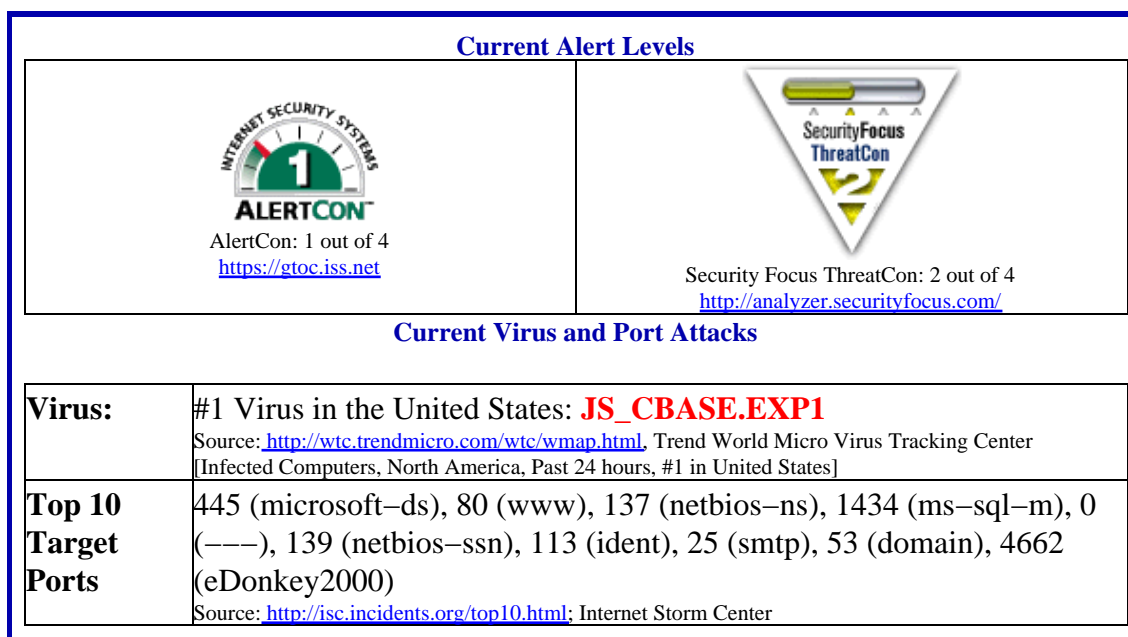 Current Alert Levels
INTERNET SECURITY SYSTEMS
1
ALERTCON™
AlertCon: 1 out of 4
https://gtoc.iss.net
SecurityFocus
ThreatCon
2
Security Focus ThreatCon: 2 out of 4
http://analyzer.securityfocus.com/
Current Virus and Port Attacks
Virus:
#1 Virus in the United States: JS_CBASE.EXP1
Source: http://wtc.trendmicro.com/wtc/wmap.html, Trend World Micro Virus Tracking Center
[Infected Computers, North America, Past 24 hours, #1 in United States]
Top 10
Target
Ports
445 (microsoft−ds), 80 (www), 137 (netbios−ns), 1434 (ms−sql−m), 0
(−−−), 139 (netbios−ssn), 113 (ident), 25 (smtp), 53 (domain), 4662
(eDonkey2000)
Source: http://isc.incidents.org/top10.html; Internet Storm Center